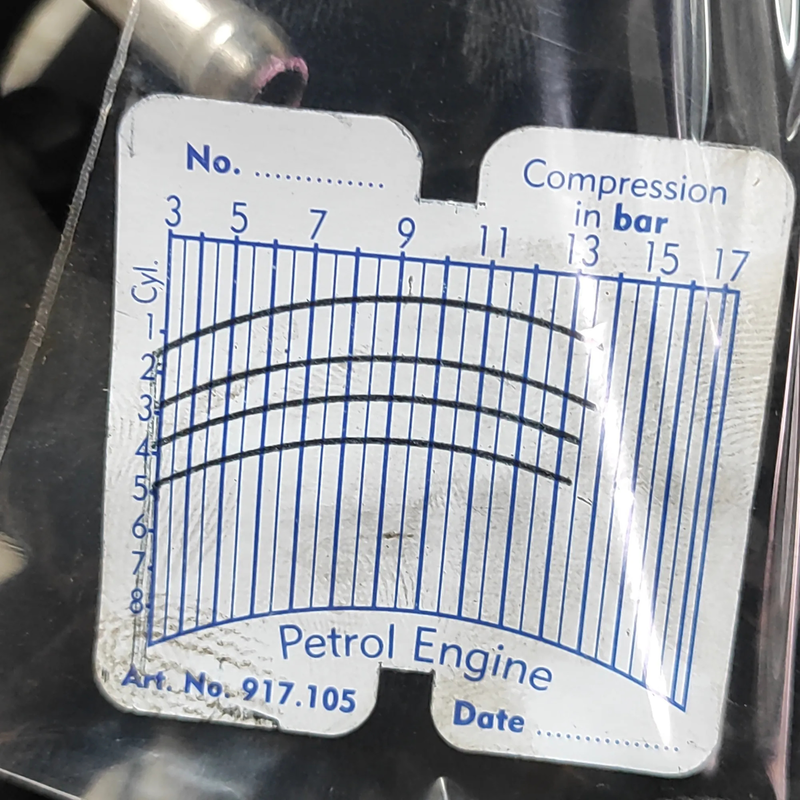 No. .............
Compression
in bar
3 5 7 9 11 13 15 17
Cyl.
1
2
3
4
5
6
7
8
Petrol Engine
Art. No. 917.105
Date ...............